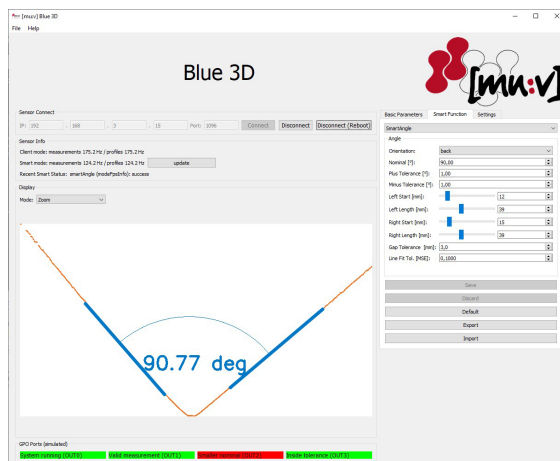 [mu:v] Blue 3D
File Help
Blue 3D
[mu:v]
Sensor Connect
IP: 192 . 168 . 3 . 15 Port: 1096 Connect Disconnect Disconnect (Reboot)
Sensor Info
Client mode: measurements 175.2 Hz / profiles 175.2 Hz
Smart mode: measurements 124.2 Hz / profiles 124.2 Hz update
Recent Smart Status: smartAngle (modeFpsInfo): success
Display
Mode: Zoom
90.77 deg
GPO Ports (simulated)
System running (OUT0) Valid measurement (OUT1) Smaller nominal (OUT2) Inside tolerance (OUT3)
Basic Parameters Smart Function Settings
SmartAngle
Angle
Orientation: back
Nominal [°]: 90,00
Plus Tolerance [°]: 1,00
Minus Tolerance [°]: 1,00
Left Start [mm]: 12
Left Length [mm]: 39
Right Start [mm]: 15
Right Length [mm]: 39
Gap Tolerance [mm]: 3,0
Line Fit Tol. [MSE]: 0,1000
Save
Discard
Default
Export
Import